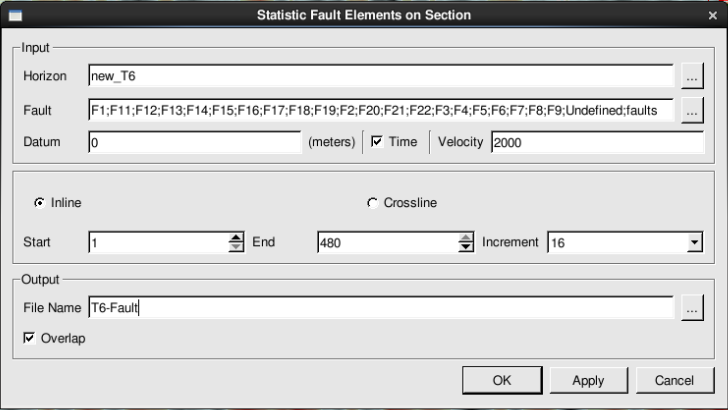 Statistic Fault Elements on Section
Input
Horizon new_T6 ...
Fault F1;F11;F12;F13;F14;F15;F16;F17;F18;F19;F2;F20;F21;F22;F3;F4;F5;F6;F7;F8;F9;Undefined;faults ...
Datum 0 (meters) Time Velocity 2000
Inline Crossline
Start 1 End 480 Increment 16
Output
File Name T6-Fault ...
Overlap
OK Apply Cancel